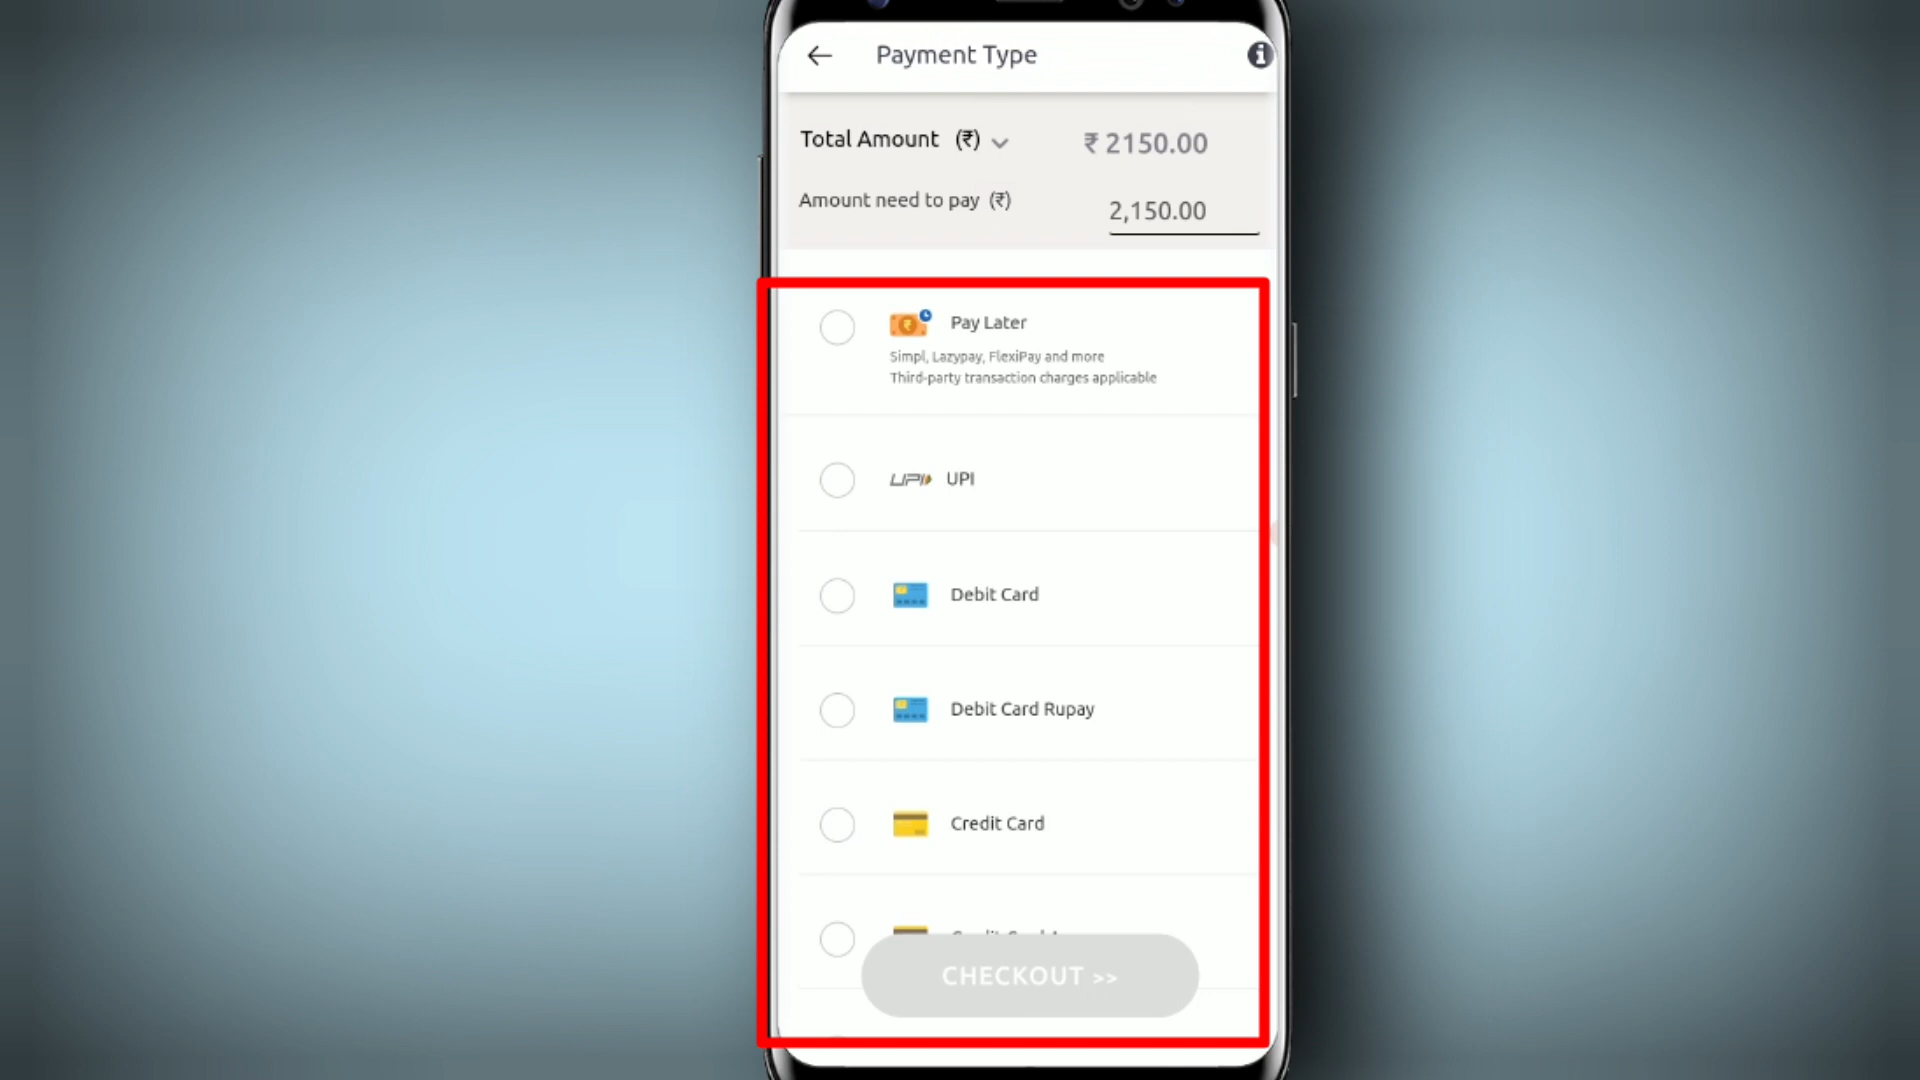 Payment Type
Total Amount (₹)
₹ 2150.00
Amount need to pay (₹)
2,150.00
Pay Later
Simpl, Lazypay, FlexiPay and more
Third-party transaction charges applicable
UPI UPI
Debit Card
Debit Card Rupay
Credit Card
CHECKOUT >>